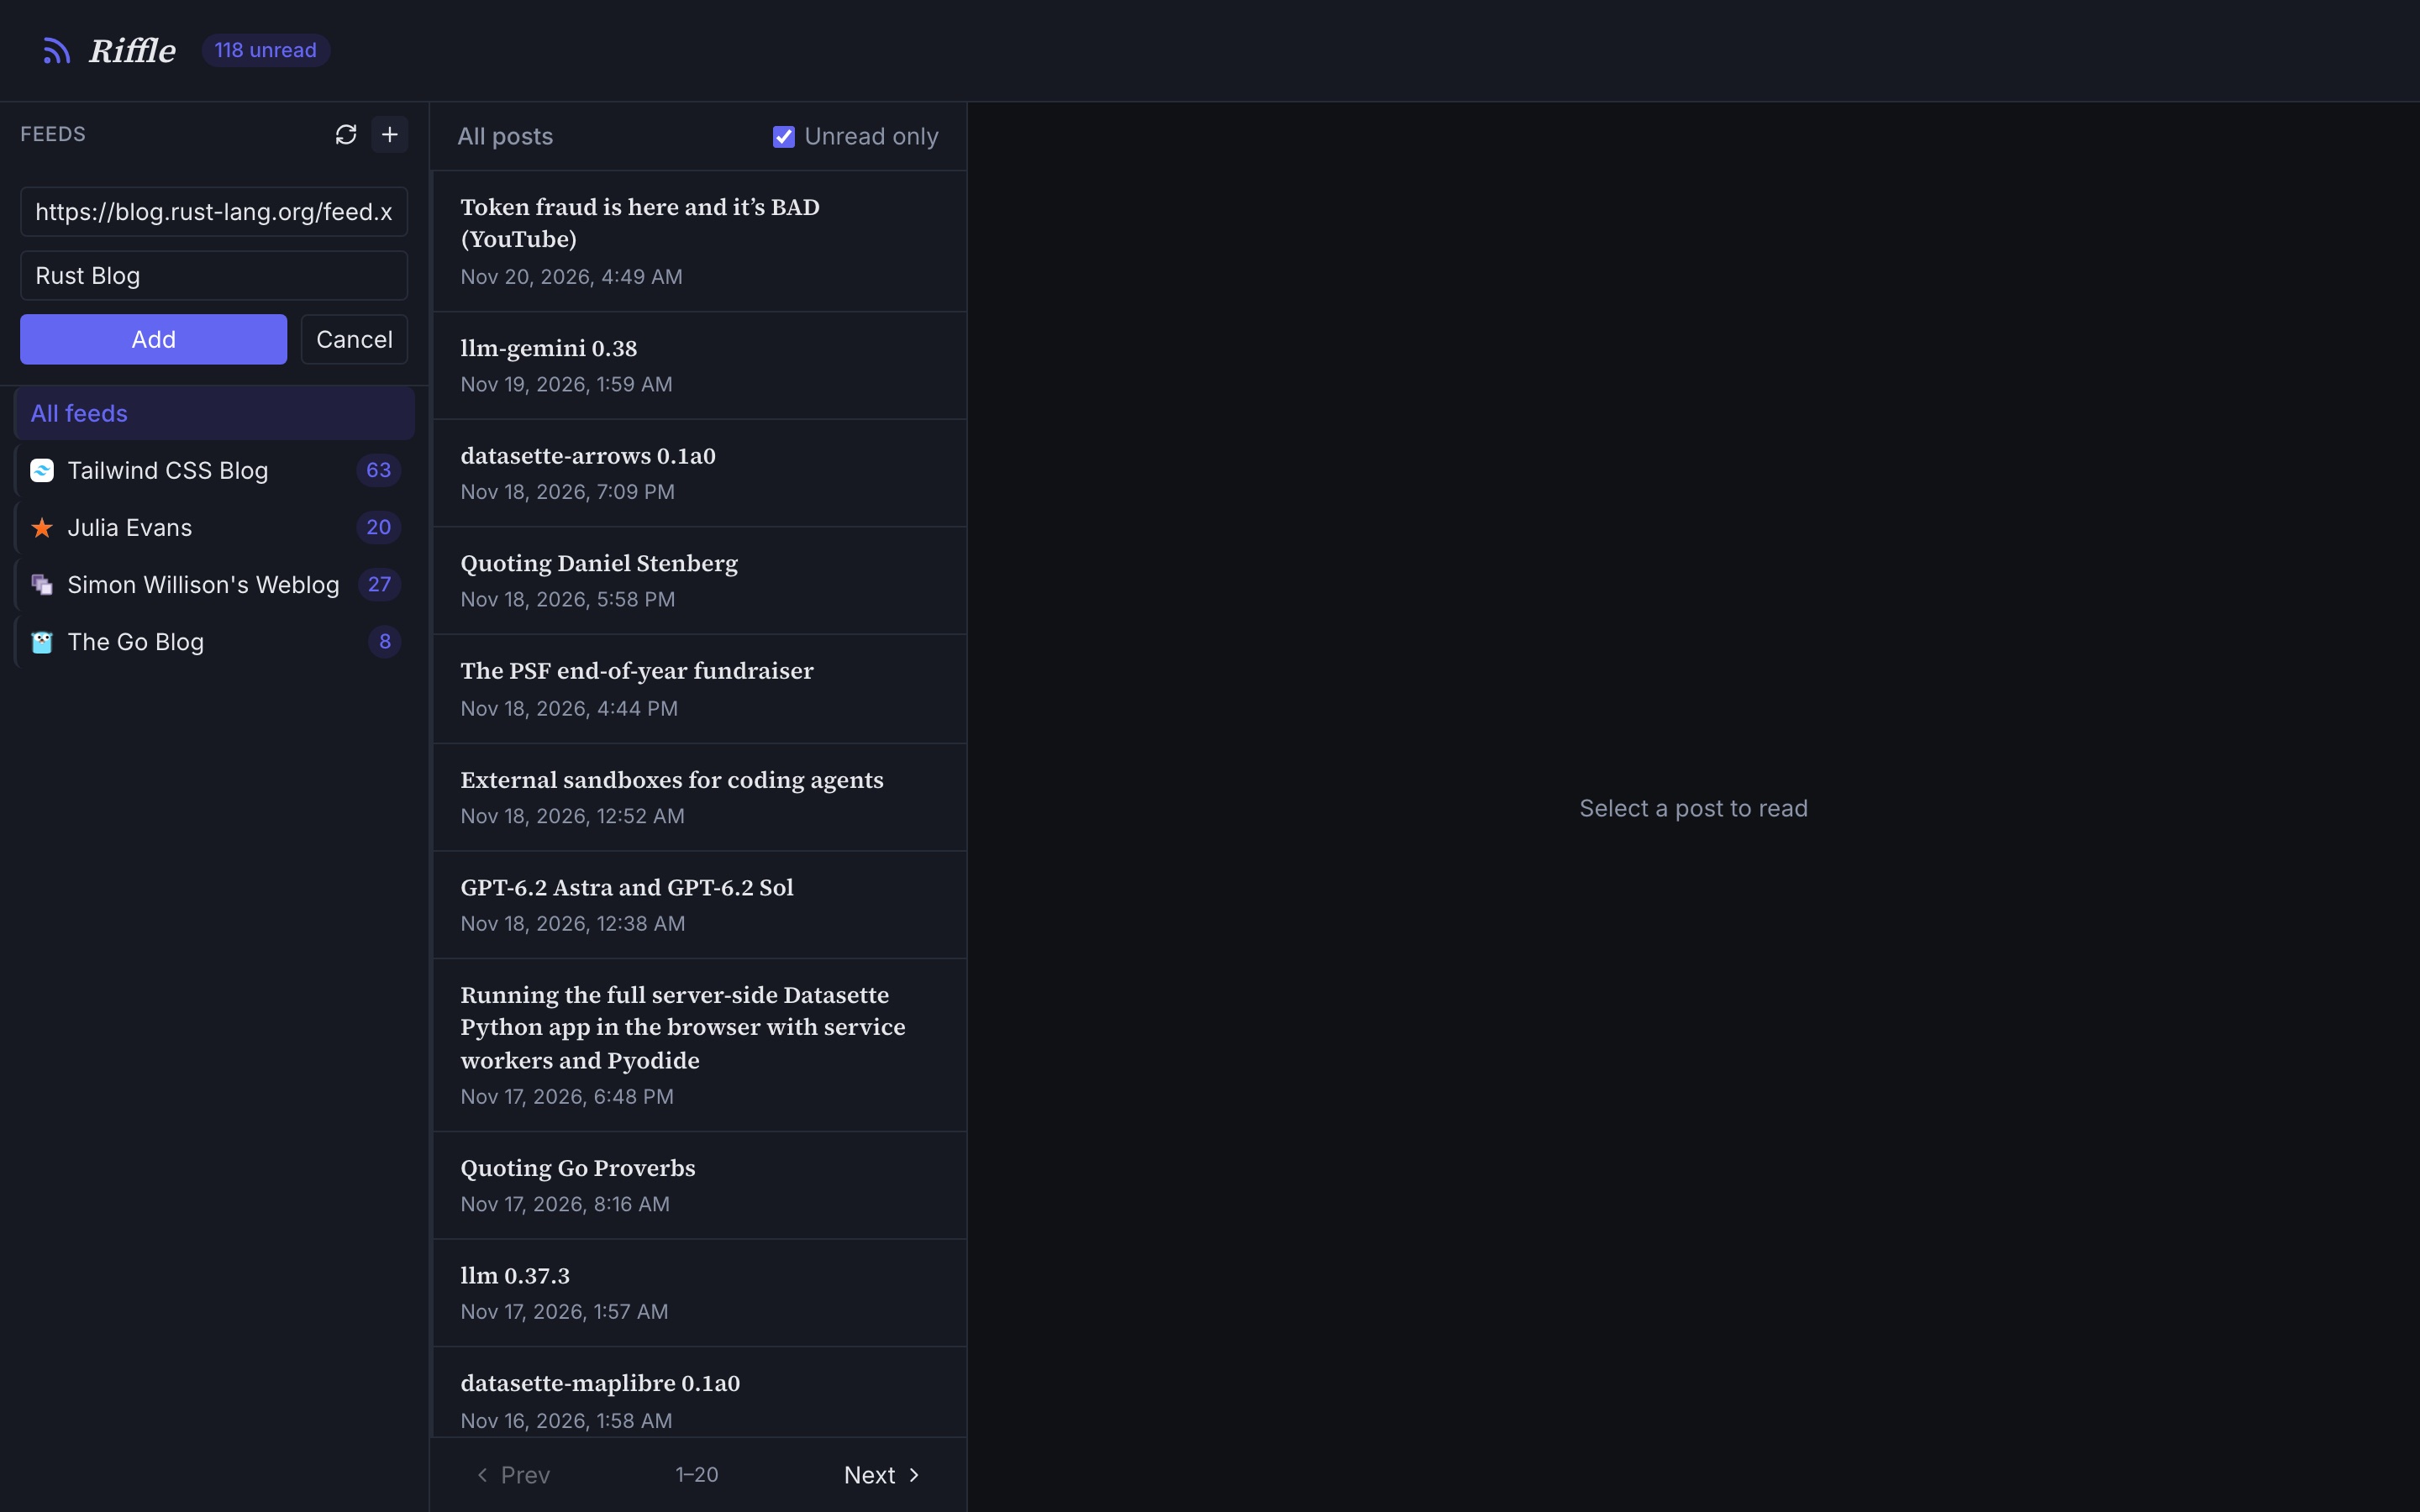 Riffle
118 unread
FEEDS
https://blog.rust-lang.org/feed.x
Rust Blog
Add
Cancel
All feeds
Tailwind CSS Blog
63
Julia Evans
20
Simon Willison's Weblog
27
The Go Blog
8
All posts
Unread only
Token fraud is here and it’s BAD
(YouTube)
Nov 20, 2026, 4:49 AM
llm-gemini 0.38
Nov 19, 2026, 1:59 AM
datasette-arrows 0.1a0
Nov 18, 2026, 7:09 PM
Quoting Daniel Stenberg
Nov 18, 2026, 5:58 PM
The PSF end-of-year fundraiser
Nov 18, 2026, 4:44 PM
External sandboxes for coding agents
Nov 18, 2026, 12:52 AM
GPT-6.2 Astra and GPT-6.2 Sol
Nov 18, 2026, 12:38 AM
Running the full server-side Datasette
Python app in the browser with service
workers and Pyodide
Nov 17, 2026, 6:48 PM
Quoting Go Proverbs
Nov 17, 2026, 8:16 AM
llm 0.37.3
Nov 17, 2026, 1:57 AM
datasette-maplibre 0.1a0
Nov 16, 2026, 1:58 AM
Prev
1–20
Next
Select a post to read